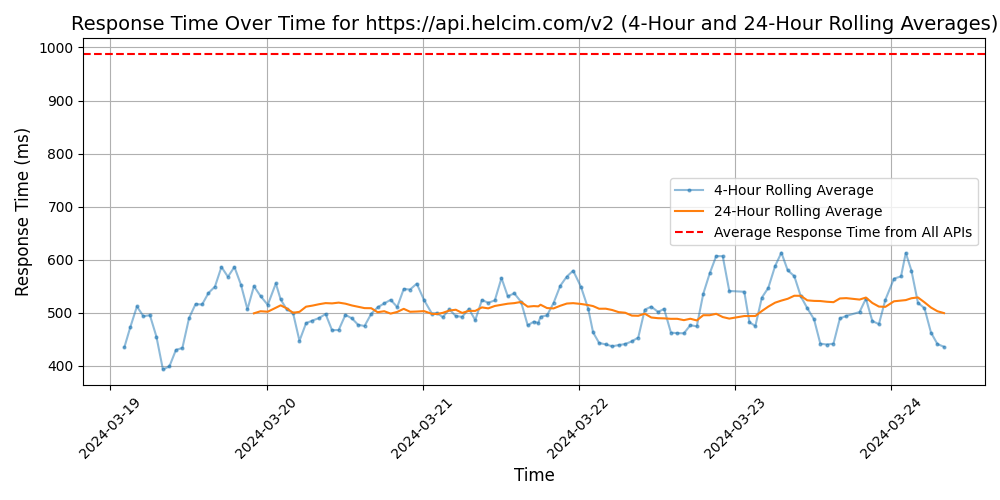 Response Time Over Time for https://api.helcim.com/v2 (4-Hour and 24-Hour Rolling Averages)
Response Time (ms)
1000
900
800
700
600
500
400
4-Hour Rolling Average
24-Hour Rolling Average
Average Response Time from All APIs
2024-03-19
2024-03-20
2024-03-21
2024-03-22
2024-03-23
2024-03-24
Time